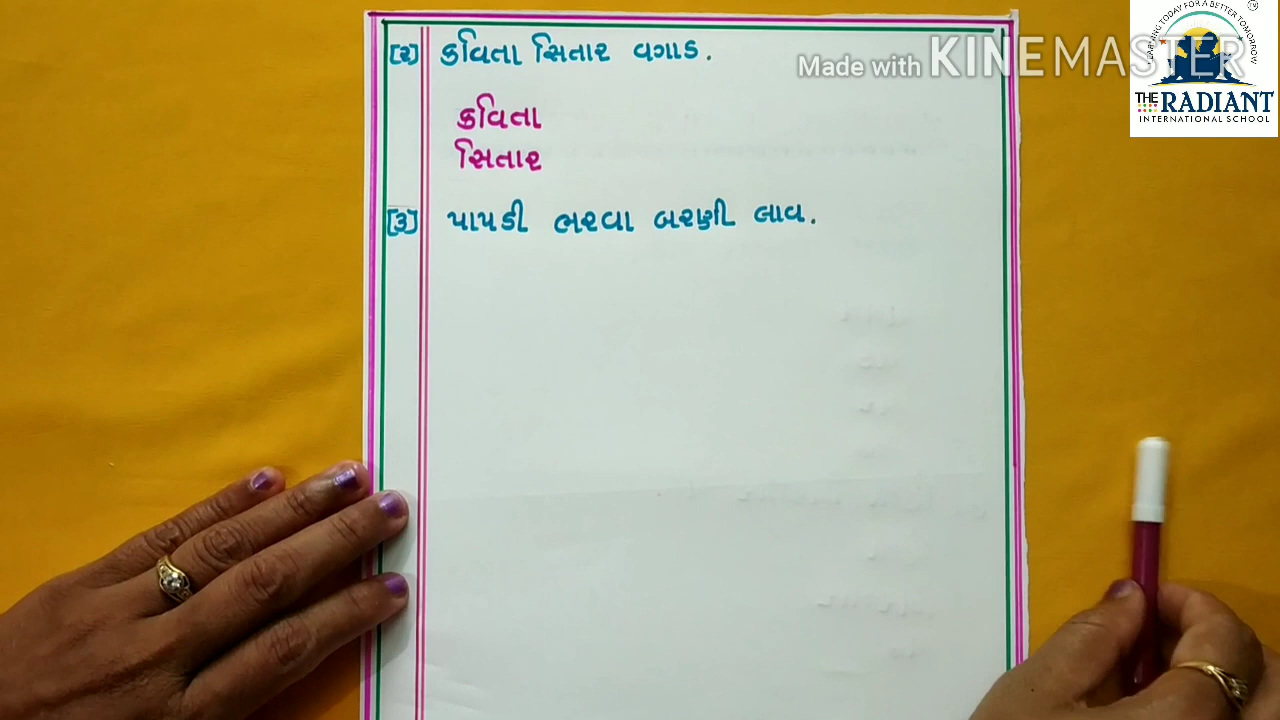 [૨] કવિતા સિતાર વગાડ.
કવિતા
સિતાર
[૩] પાપડી ભરવા બરણી લાવ.
Made with KINEMASTER
THE RADIANT
INTERNATIONAL SCHOOL